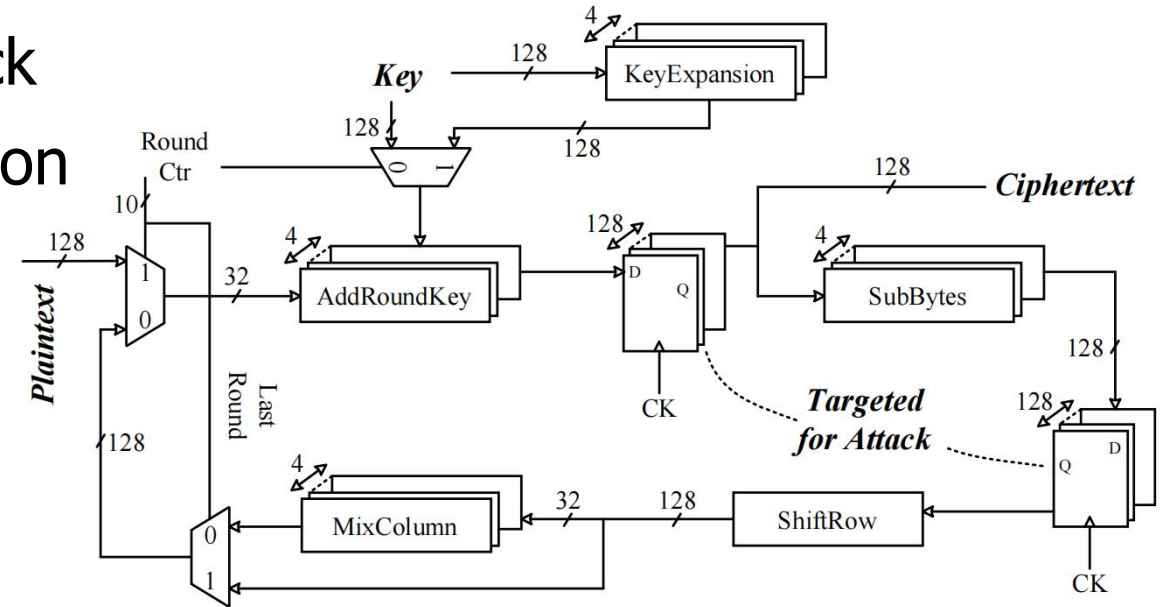 ck
on
4
128
KeyExpansion
Key
128
128
Round
Ctr
0
1
10
128
Ciphertext
128
1
0
Plaintext
32
4
AddRoundKey
128
D
Q
CK
4
SubBytes
128
Last
Round
128
Targeted
for Attack
128
D
Q
CK
4
MixColumn
32
128
ShiftRow
0
1